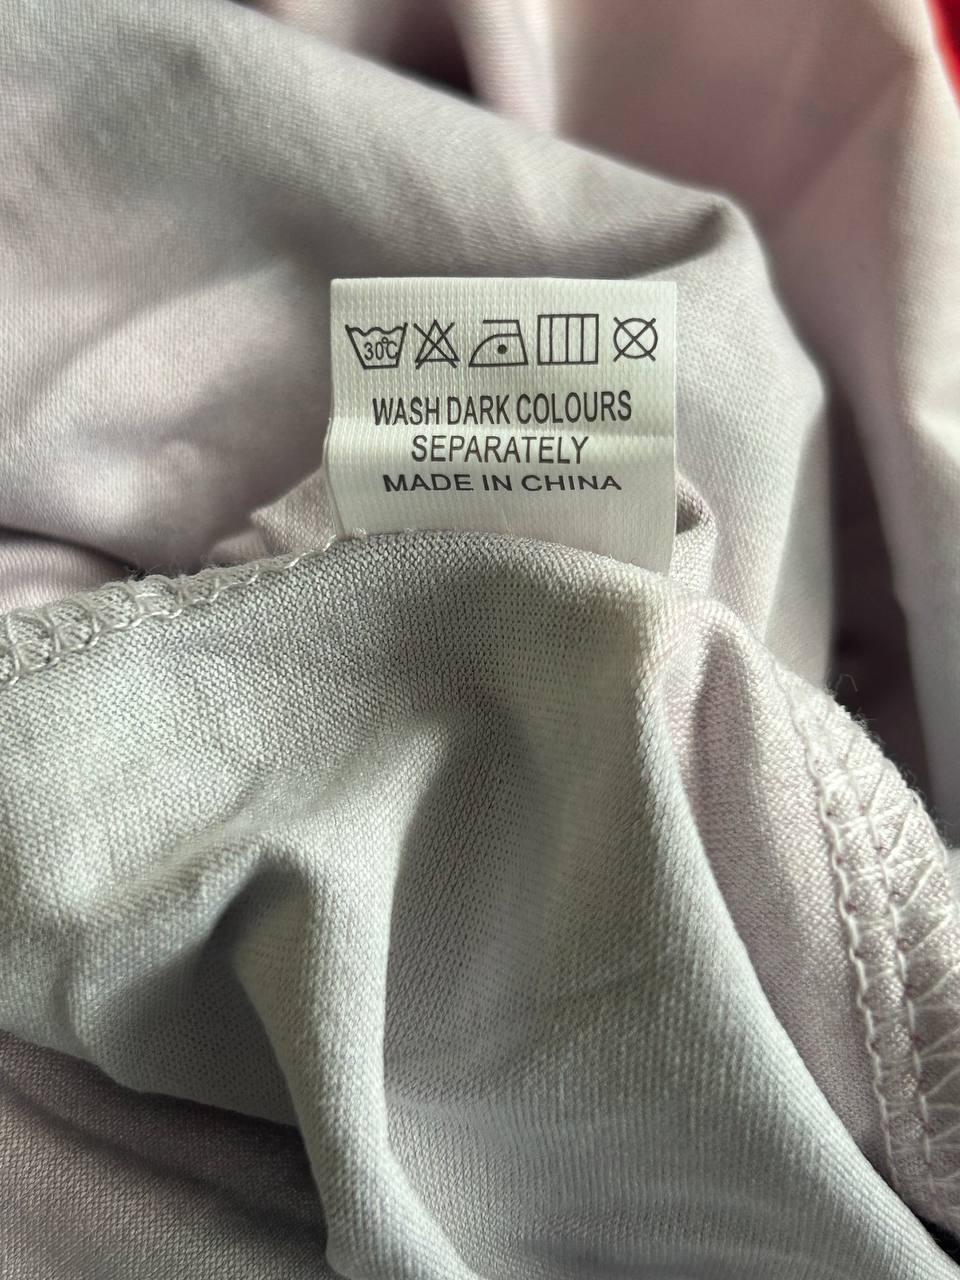 30°C
WASH DARK COLOURS
SEPARATELY
MADE IN CHINA